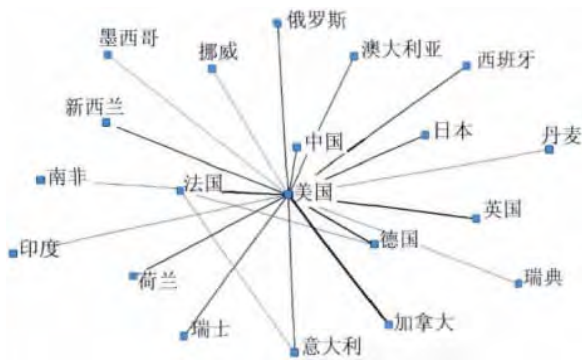 俄罗斯
墨西哥
挪威
澳大利亚
西班牙
新西兰
中国
日本
丹麦
南非
法国
美国
英国
德国
印度
荷兰
瑞典
瑞士
意大利
加拿大